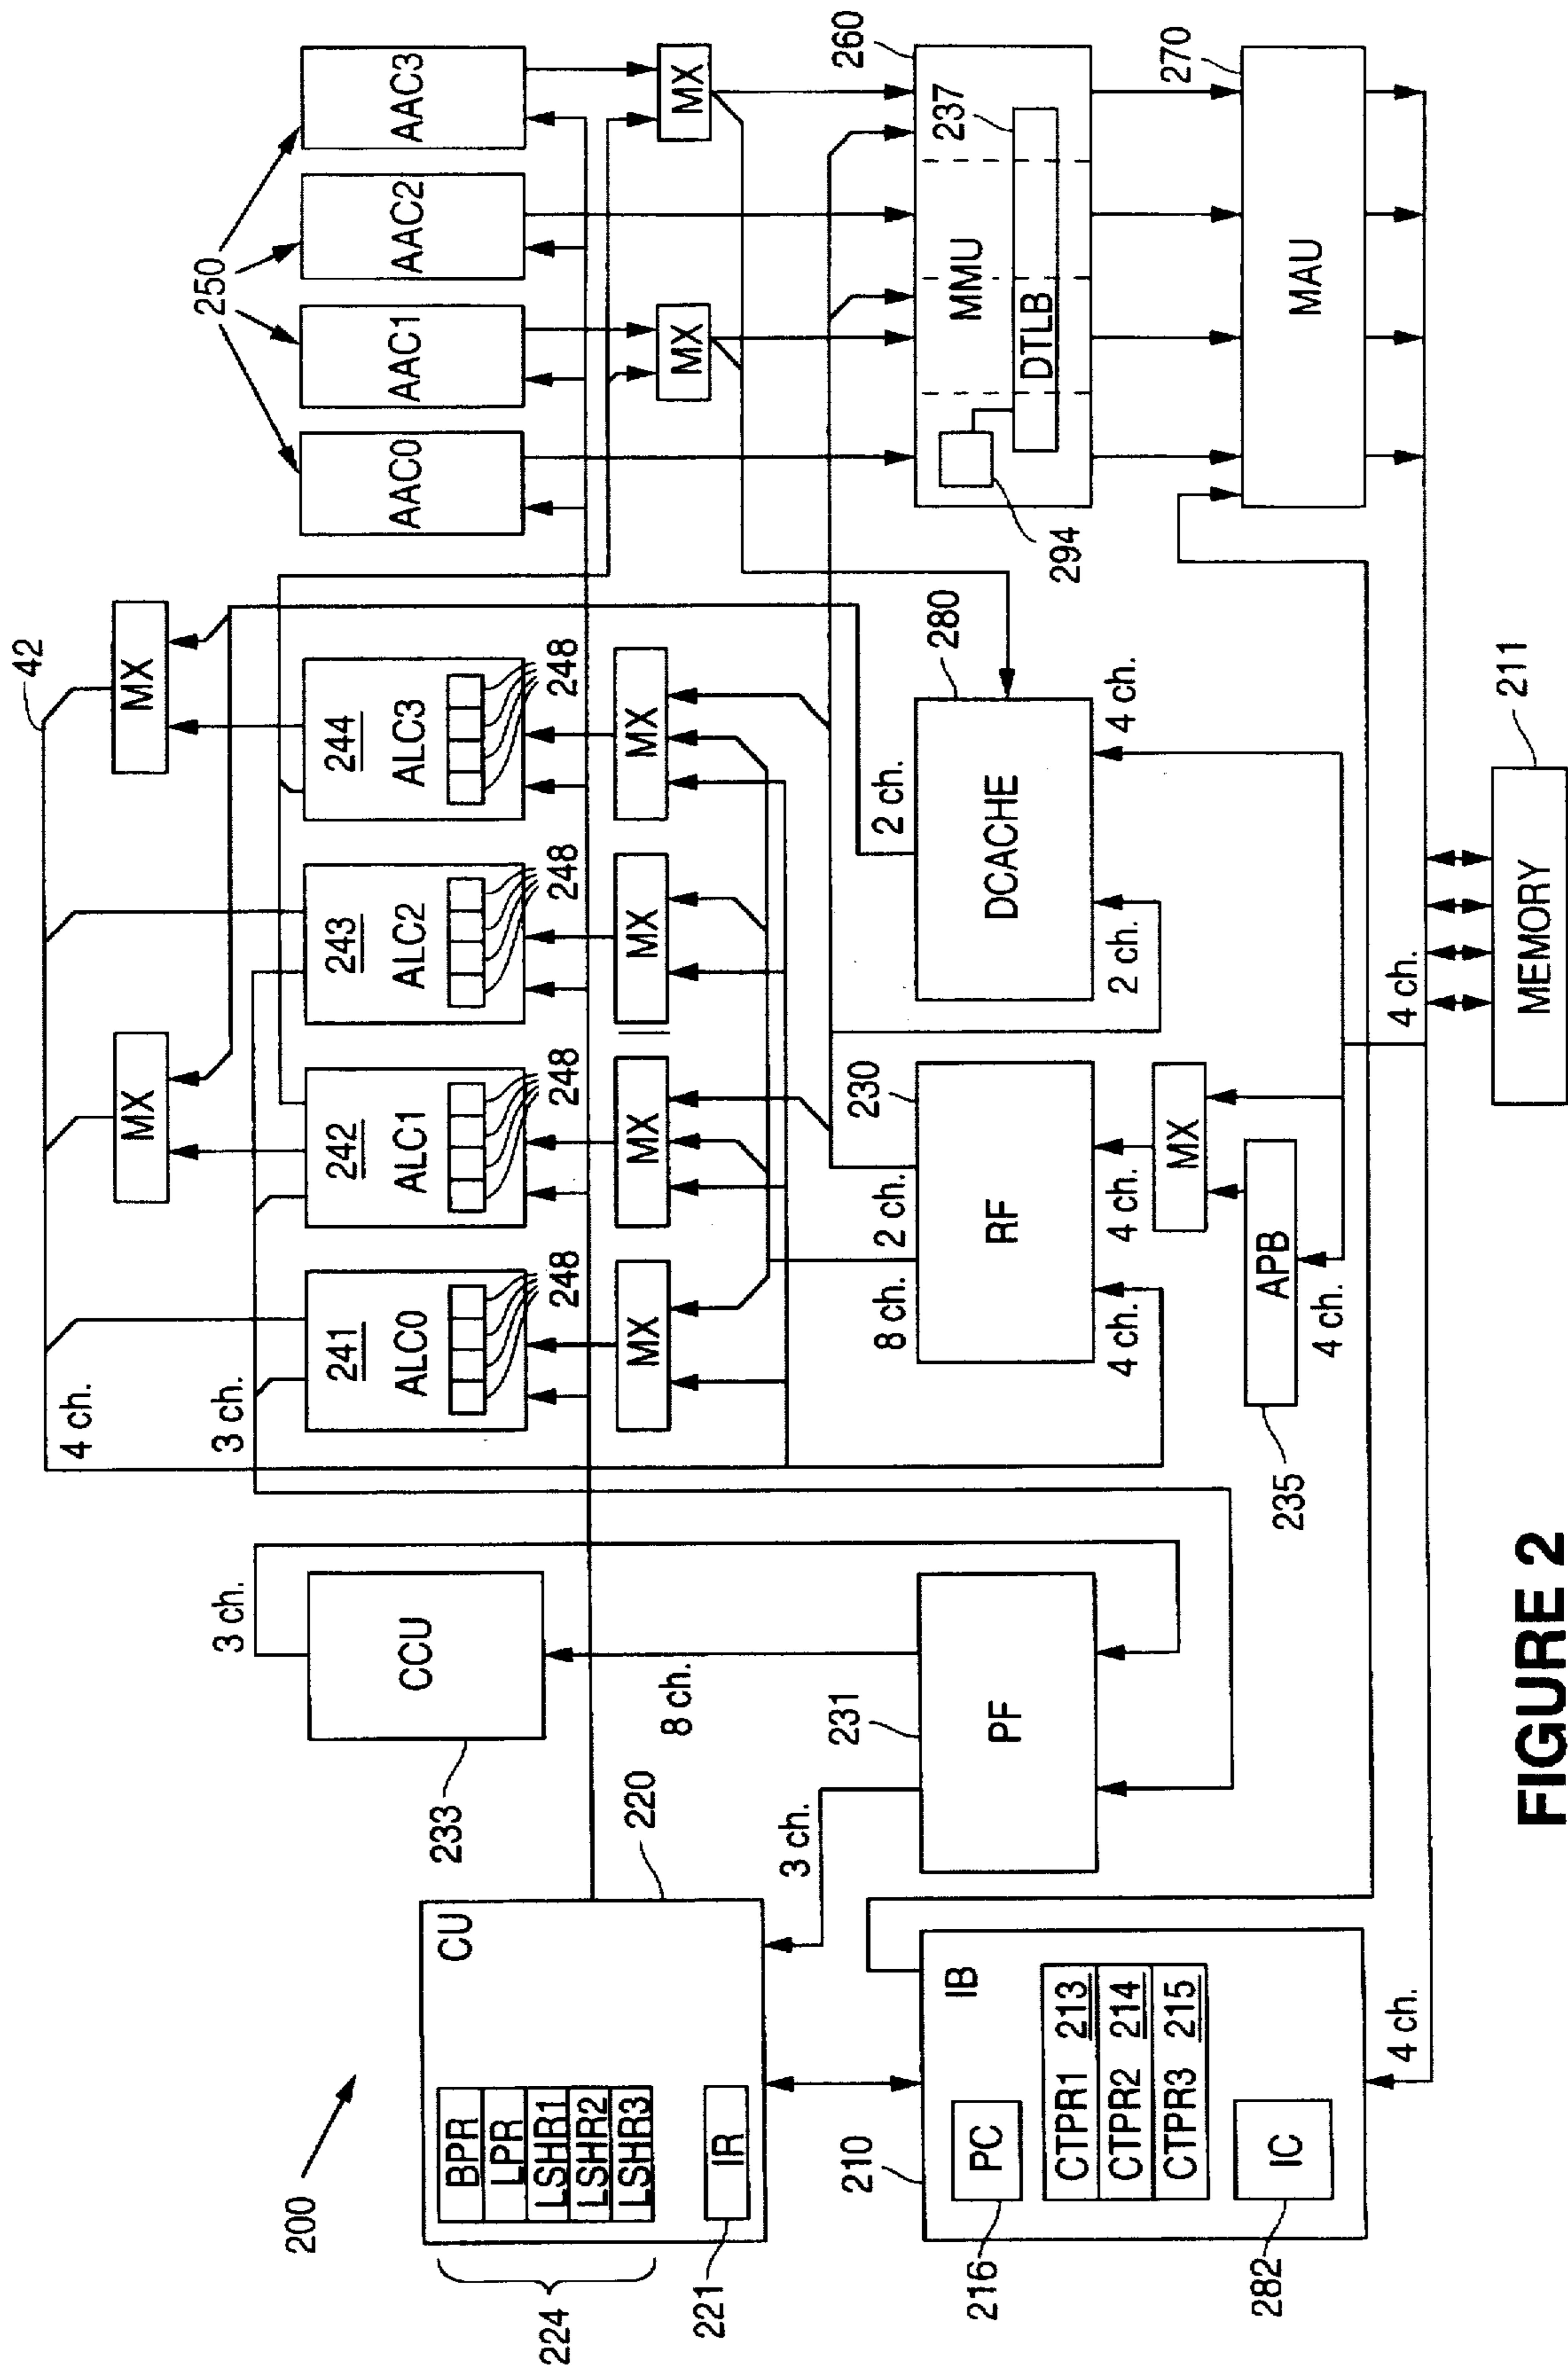 200
224
BPR
LPR
LSHR1
LSHR2
LSHR3
CU
IR
221
220
3 ch.
CCU
233
8 ch.
231
PF
3 ch.
210
IB
PC
216
CTPR1 213
CTPR2 214
CTPR3 215
IC
282
4 ch.
42
4 ch.
3 ch.
MX
MX
241
ALC0
248
242
ALC1
248
243
ALC2
248
244
ALC3
248
MX
MX
MX
MX
8 ch.
2 ch.
230
RF
4 ch.
4 ch.
MX
APB
235
4 ch.
2 ch.
280
DCACHE
2 ch.
4 ch.
250
AAC0
AAC1
AAC2
AAC3
MX
MX
260
MMU
237
DTLB
294
270
MAU
4 ch.
MEMORY
211
FIGURE 2